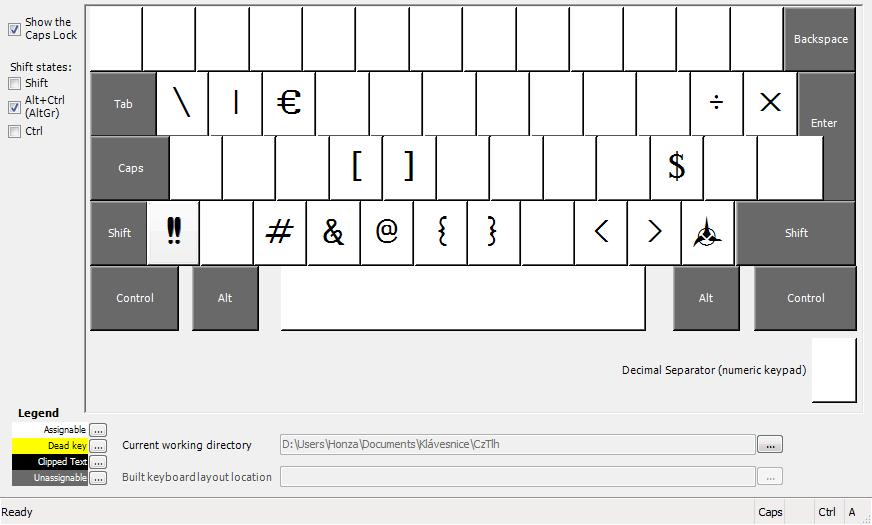 Show the
Caps Lock
Shift states:
Shift
Alt+Ctrl
(AltGr)
Ctrl
Backspace
Tab \ | € ÷ ×
Enter
Caps [ ] $
Shift ‼ # & @ { } < > Shift
Control Alt Alt Control
Decimal Separator (numeric keypad)
Legend
Assignable ...
Dead key ...
Clipped Text ...
Unassignable ...
Current working directory D:\Users\Honza\Documents\Klávesnice\CzTlh ...
Built keyboard layout location ...
Ready Caps Ctrl A